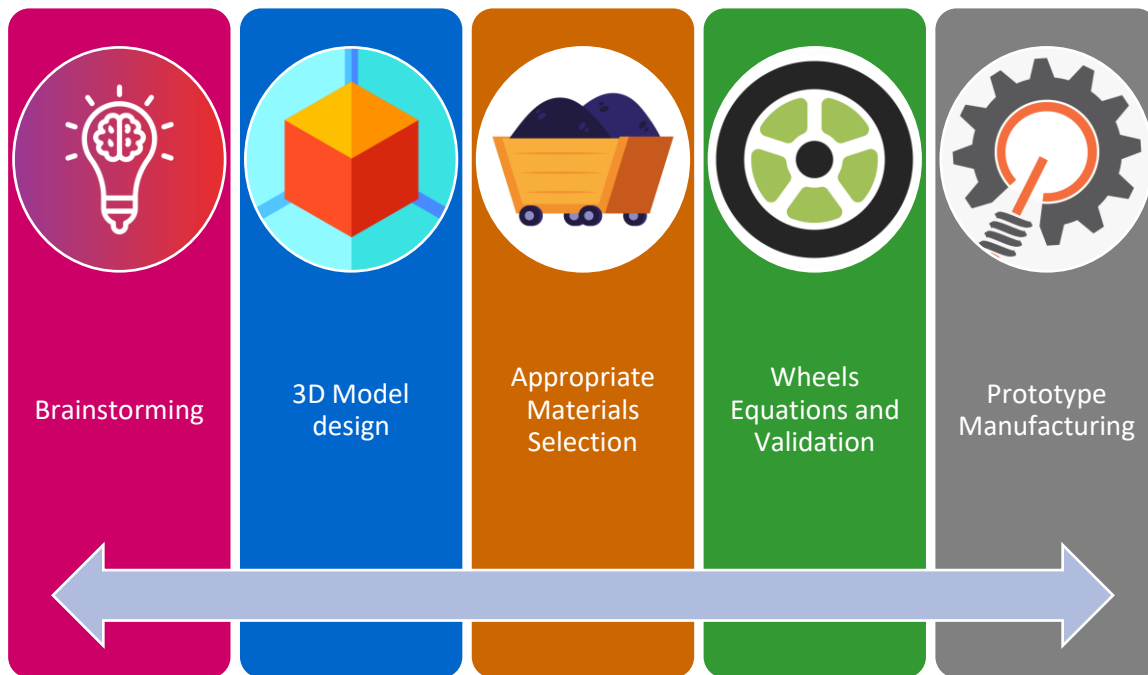 Brainstorming
3D Model
design
Appropriate
Materials
Selection
Wheels
Equations and
Validation
Prototype
Manufacturing